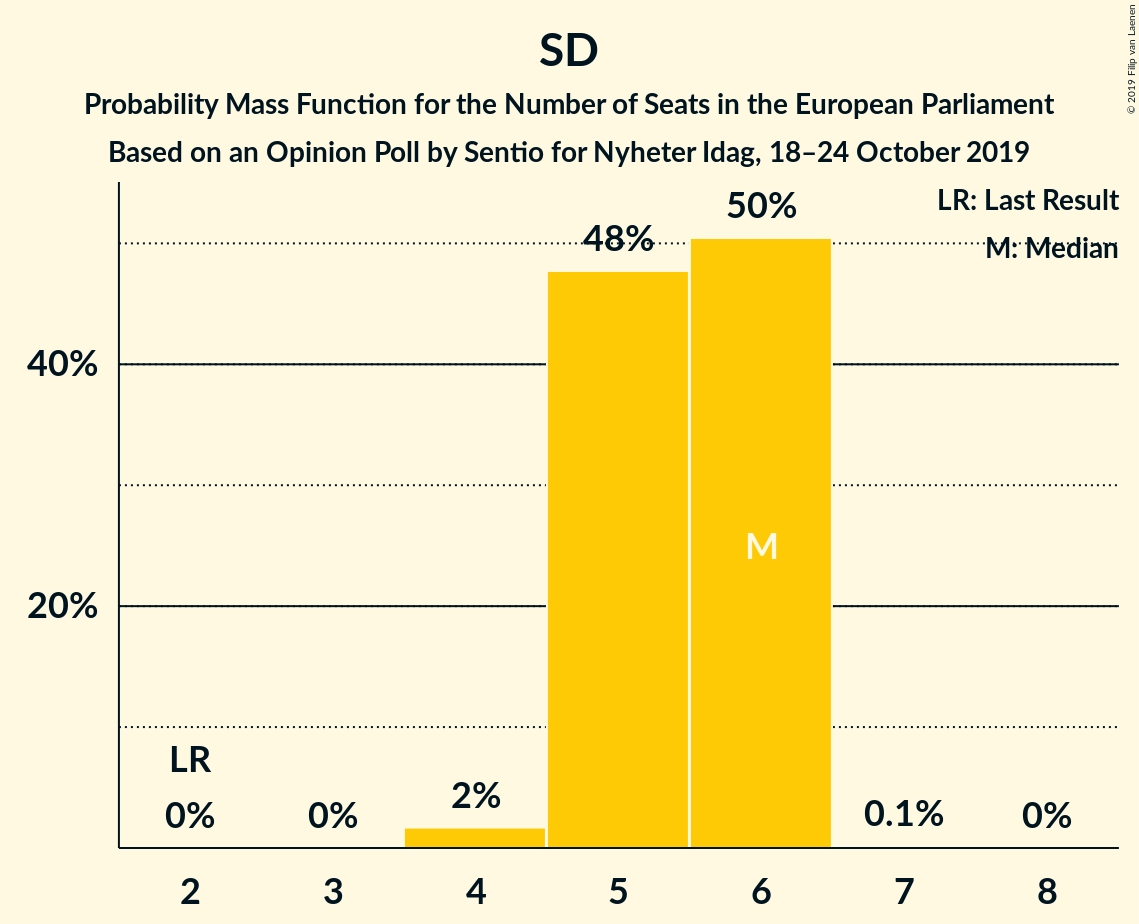 SD
Probability Mass Function for the Number of Seats in the European Parliament
Based on an Opinion Poll by Sentio for Nyheter Idag, 18–24 October 2019
© 2019 Filip van Laenen
LR: Last Result
M: Median
50%
48%
40%
M
20%
LR
0%
0%
2%
0.1%
0%
2 3 4 5 6 7 8